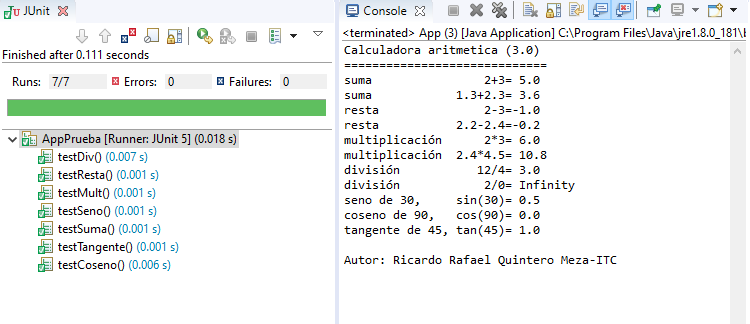 JUnit
Finished after 0.111 seconds
Runs: 7/7 Errors: 0 Failures: 0
AppPrueba [Runner: JUnit 5] (0.018 s)
testDiv() (0.007 s)
testResta() (0.001 s)
testMult() (0.001 s)
testSeno() (0.001 s)
testSuma() (0.001 s)
testTangente() (0.001 s)
testCoseno() (0.006 s)
Console
<terminated> App (3) [Java Application] C:\Program Files\Java\jre1.8.0_181\b
Calculadora aritmetica (3.0)
=============================
suma                2+3= 5.0
suma            1.3+2.3= 3.6
resta               2-3=-1.0
resta           2.2-2.4=-0.2
multiplicación      2*3= 6.0
multiplicación  2.4*4.5= 10.8
división           12/4= 3.0
división            2/0= Infinity
seno de 30,     sin(30)= 0.5
coseno de 90,   cos(90)= 0.0
tangente de 45, tan(45)= 1.0
Autor: Ricardo Rafael Quintero Meza-ITC